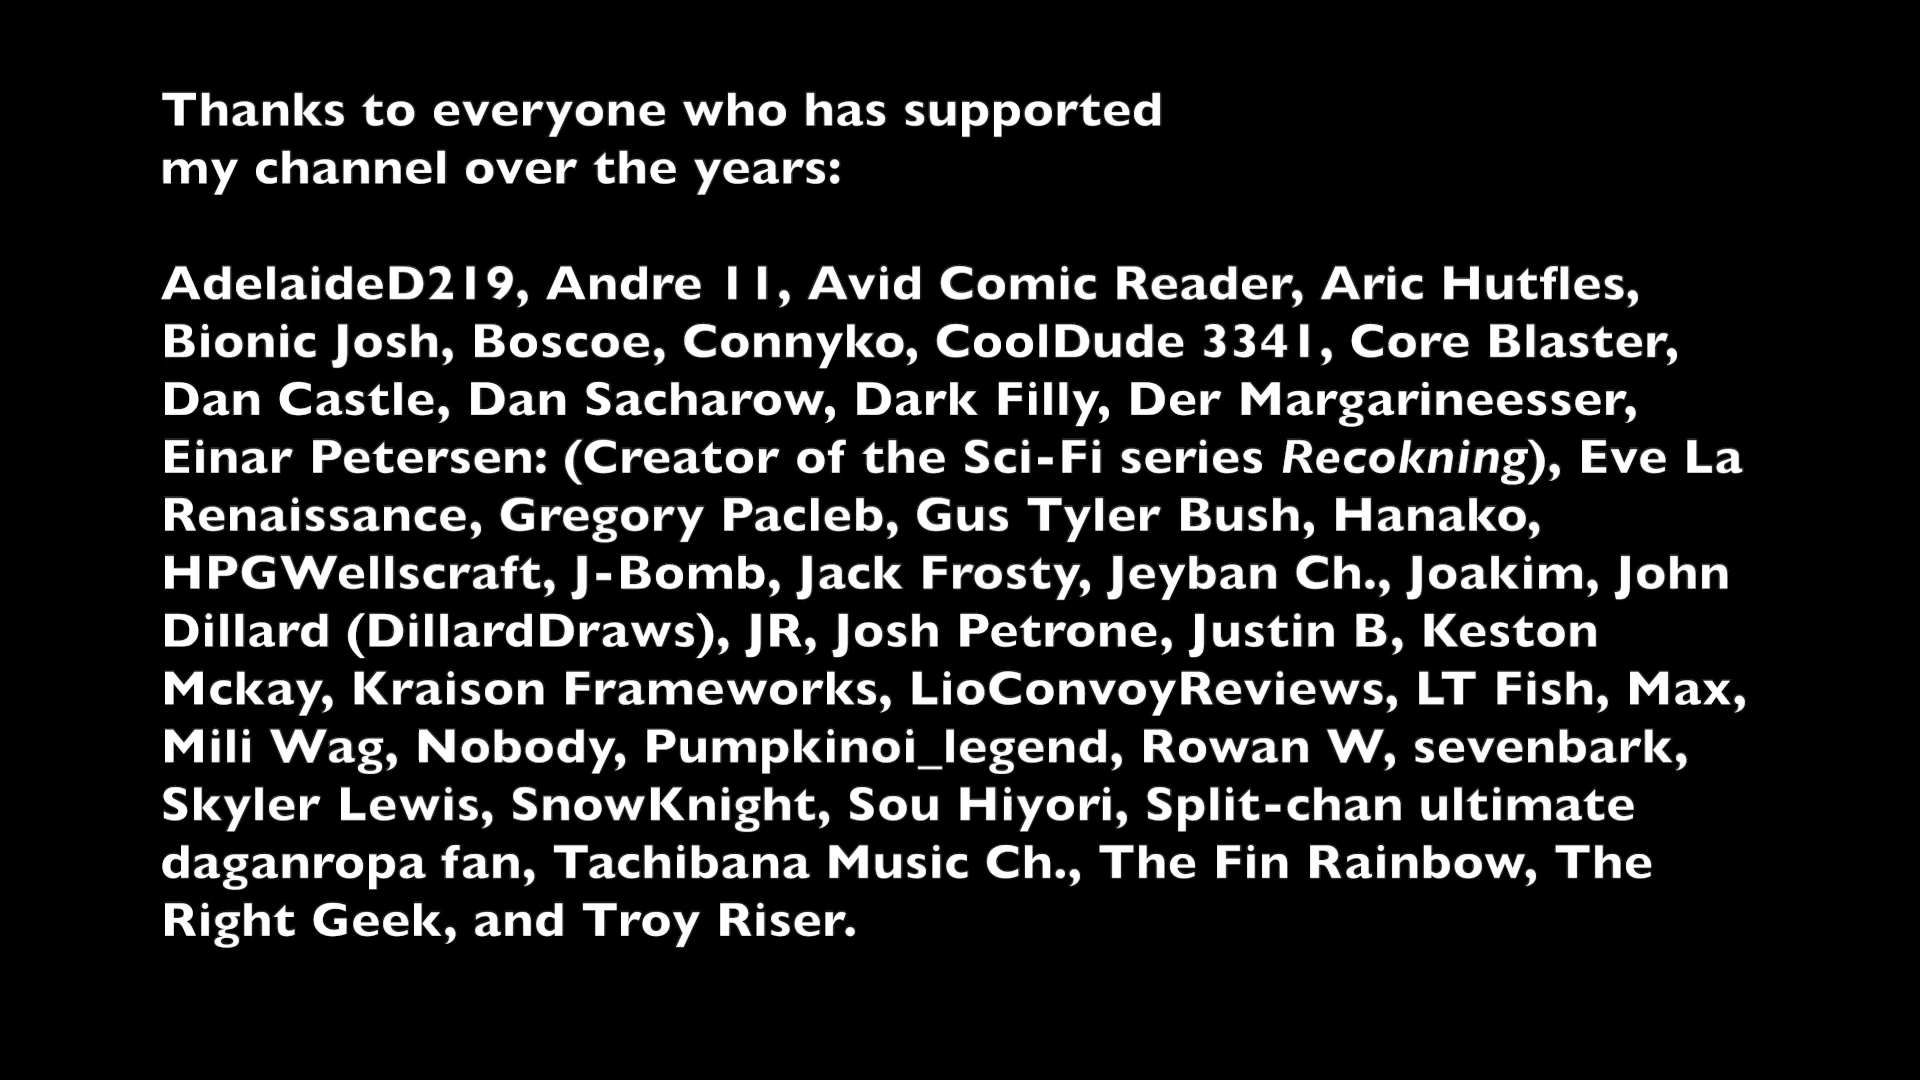 Thanks to everyone who has supported
my channel over the years:
AdelaideD219, Andre 11, Avid Comic Reader, Aric Hutfles,
Bionic Josh, Boscoe, Connyko, CoolDude 3341, Core Blaster,
Dan Castle, Dan Sacharow, Dark Filly, Der Margarineesser,
Einar Petersen: (Creator of the Sci-Fi series Recokning), Eve La
Renaissance, Gregory Pacleb, Gus Tyler Bush, Hanako,
HPGWellscraft, J-Bomb, Jack Frosty, Jeyban Ch., Joakim, John
Dillard (DillardDraws), JR, Josh Petrone, Justin B, Keston
Mckay, Kraison Frameworks, LioConvoyReviews, LT Fish, Max,
Mili Wag, Nobody, Pumpkinoi_legend, Rowan W, sevenbark,
Skyler Lewis, SnowKnight, Sou Hiyori, Split-chan ultimate
daganropa fan, Tachibana Music Ch., The Fin Rainbow, The
Right Geek, and Troy Riser.